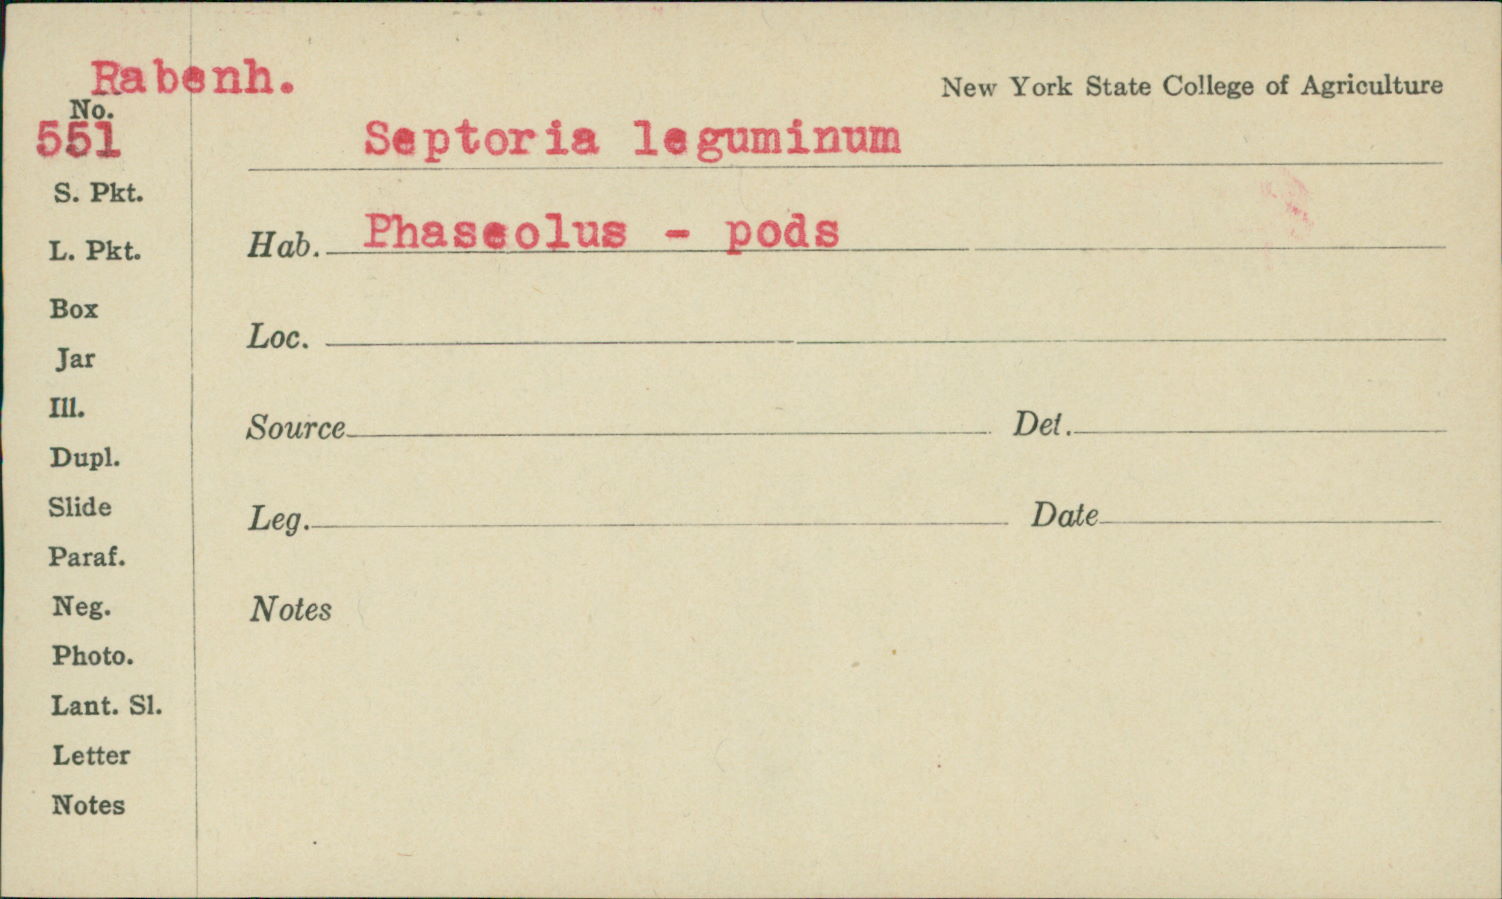 Rabenh.
New York State College of Agriculture
No.
551
Septoria leguminum
S. Pkt.
Hab. Phaseolus - pods
L. Pkt.
Box
Loc.
Jar
Ill.
Source Det.
Dupl.
Slide
Leg. Date
Paraf.
Neg.
Notes
Photo.
Lant. Sl.
Letter
Notes